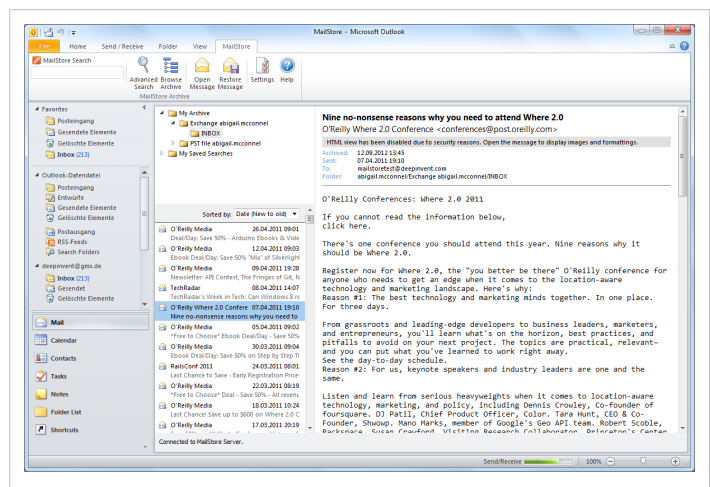 MailStore - Microsoft Outlook
File Home Send / Receive Folder View MailStore
MailStore Search
Advanced Search
Browse Archive
Open Message
Restore Message
Settings
Help
MailStore Archive
Favorites
Posteingang
Gesendete Elemente
Gelöschte Elemente
Inbox (213)
Outlook-Datendatei
Posteingang
Entwürfe
Gesendete Elemente
Gelöschte Elemente
Postausgang
RSS-Feeds
Search Folders
deepinvent@gmx.de
Inbox (213)
Gesendet
Gelöschte Elemente
Mail
Calendar
Contacts
Tasks
Notes
Folder List
Shortcuts
My Archive
Exchange abigail.mcconnel
INBOX
PST file abigail.mcconnel
My Saved Searches
Sorted by: Date (New to old)
O'Reilly Media 26.04.2011 09:01
Deal/Day: Save 50% - Arduino Ebooks & Vide
O'Reilly Media 12.04.2011 09:03
Ebook Deal/Day: Save 50% "Mix" of Silverlight
O'Reilly Media 09.04.2011 19:28
Newsletter: API Contest, The Fringes of Git, N
TechRadar 08.04.2011 14:07
TechRadar's Week in Tech: Can Windows 8 re
O'Reilly Where 2.0 Confere 07.04.2011 19:10
Nine no-nonsense reasons why you need to
O'Reilly Media 05.04.2011 09:02
*Free to Choose* Ebook Deal/Day - Save 50%
O'Reilly Media 30.03.2011 09:04
Ebook Deal/Day: Save 50% on Step by Step Ti
RailsConf 2011 24.03.2011 08:01
Last Chance to Save - Early Registration Price
O'Reilly Media 22.03.2011 08:19
*Free to Choose* Deal - Save 50% - All revenu
O'Reilly Media 18.03.2011 10:24
Last Chance! Save up to $600 on Where 2.0 C
O'Reilly Media 17.03.2011 20:19
Connected to MailStore Server.
Nine no-nonsense reasons why you need to attend Where 2.0
O'Reilly Where 2.0 Conference <conferences@post.oreilly.com>
HTML view has been disabled due to security reasons. Open the message to display images and formattings.
Archived: 12.09.2012 13:45
Sent: 07.04.2011 19:10
To: mailstoretest@deepinvent.com
Folder: abigail.mcconnel/Exchange abigail.mcconnel/INBOX
O'Reilly Conferences: Where 2.0 2011
If you cannot read the information below,
click here.
There's one conference you should attend this year. Nine reasons why it
should be Where 2.0.
Register now for Where 2.0, the "you better be there" O'Reilly conference for
anyone who needs to get an edge when it comes to the location-aware
technology and marketing landscape. Here's why:
Reason #1: The best technology and marketing minds together. In one place.
For three days.
From grassroots and leading-edge developers to business leaders, marketers,
and entrepreneurs, you'll learn what's on the horizon, best practices, and
pitfalls to avoid on your next project. The topics are practical, relevant—
and you can put what you've learned to work right away.
See the day-to-day schedule.
Reason #2: For us, keynote speakers and industry leaders are one and the
same.
Listen and learn from serious heavyweights when it comes to location-aware
technology, marketing, and policy, including Dennis Crowley, Co-founder of
foursquare. DJ Patil, Chief Product Officer, Color. Tara Hunt, CEO & Co-
Founder, Shwowp. Mano Marks, member of Google's Geo API team. Robert Scoble,
Rackspace. Susan Crawford, Visiting Research Collaborator, Princeton's Center
Send/Receive 100%